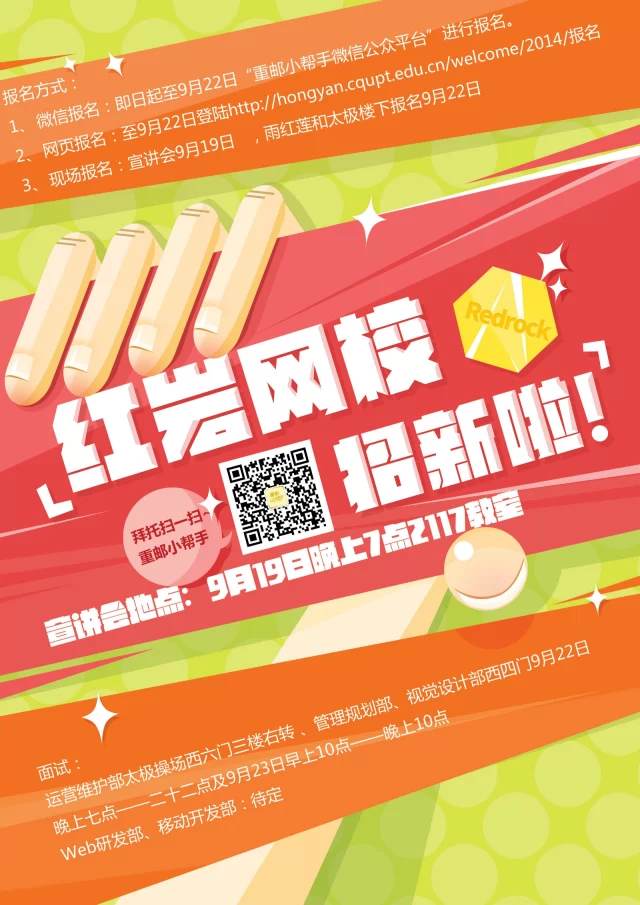 报名方式：
1、微信报名：即日起至9月22日“重邮小帮手微信公众平台”进行报名。
2、网页报名：至9月22日登陆http://hongyan.cqupt.edu.cn/welcome/2014/报名
3、现场报名：宣讲会9月19日 ，雨红莲和太极楼下报名9月22日
Redrock
红岩网校
招新啦！
拜托扫一扫~
重邮小帮手
宣讲会地点：9月19日晚上7点2117教室
面试：
运营维护部太极操场西六门三楼右转 、管理规划部、视觉设计部西四门9月22日
晚上七点——二十二点及9月23日早上10点——晚上10点
Web研发部、移动开发部：待定